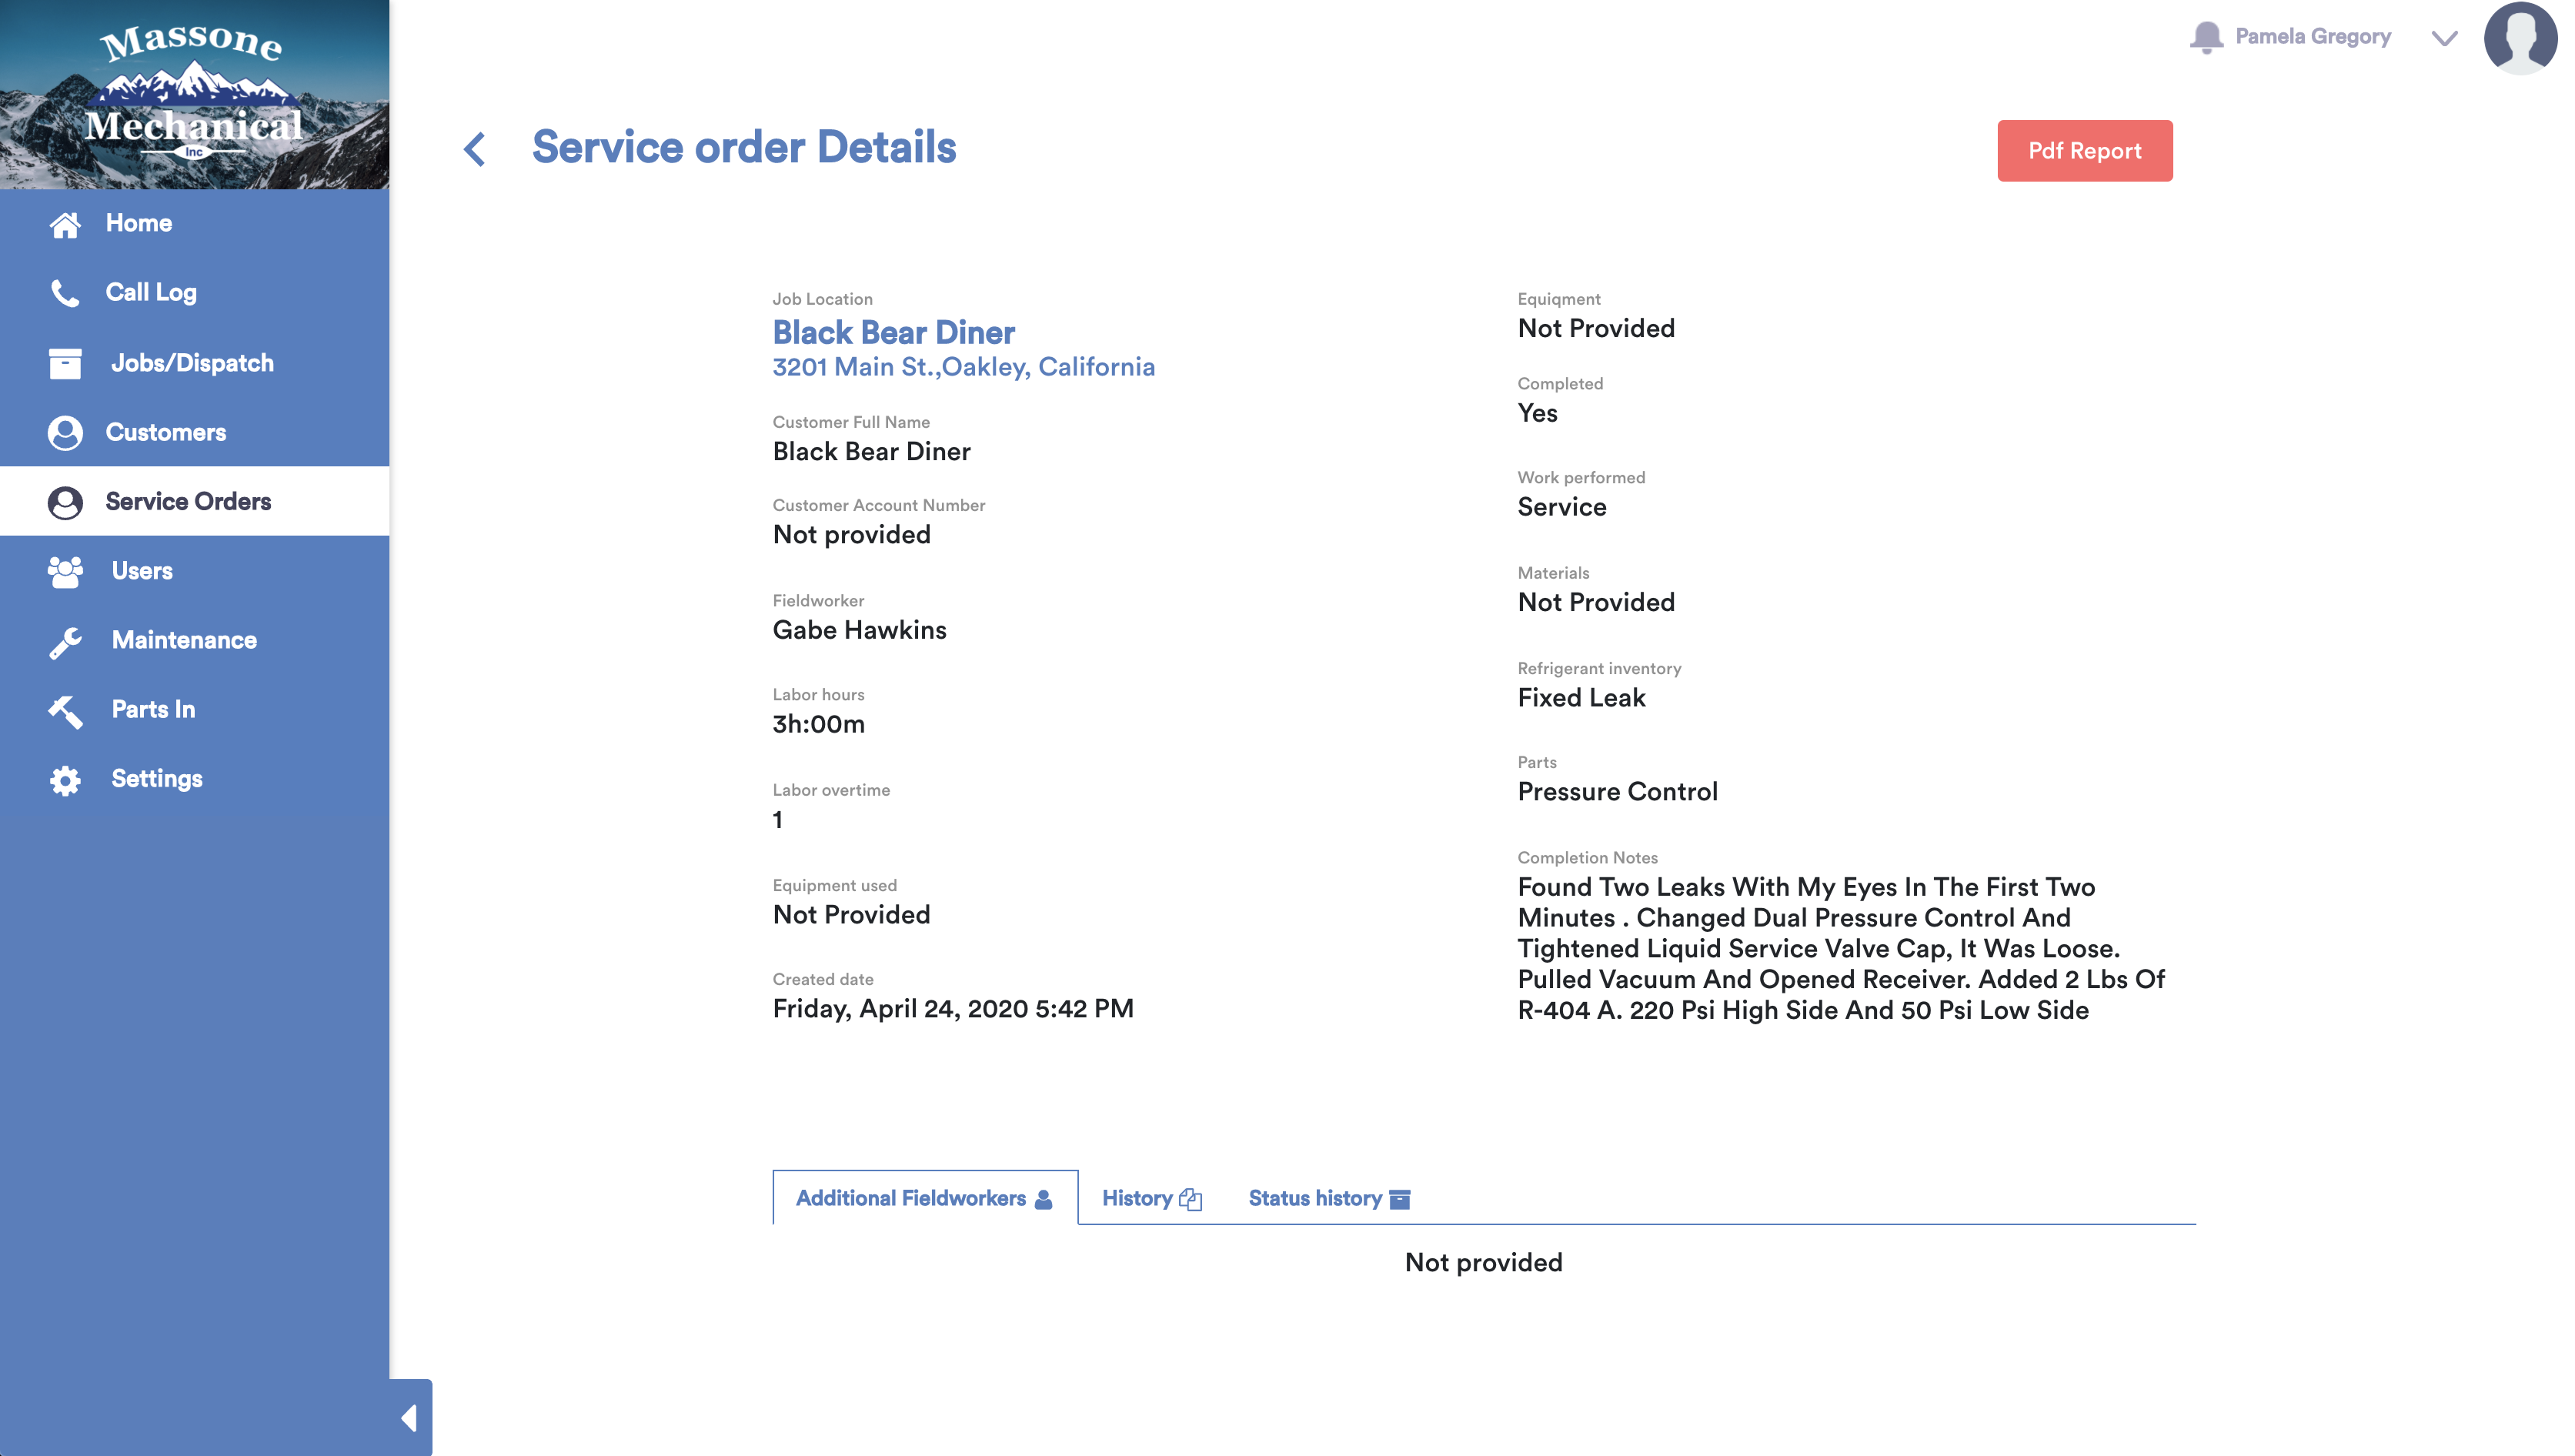 Massone
Mechanical
Inc
Home
Call Log
Jobs/Dispatch
Customers
Service Orders
Users
Maintenance
Parts In
Settings
Pamela Gregory
Service order Details
Pdf Report
Job Location
Black Bear Diner
3201 Main St.,Oakley, California
Customer Full Name
Black Bear Diner
Customer Account Number
Not provided
Fieldworker
Gabe Hawkins
Labor hours
3h:00m
Labor overtime
1
Equipment used
Not Provided
Created date
Friday, April 24, 2020 5:42 PM
Equiqment
Not Provided
Completed
Yes
Work performed
Service
Materials
Not Provided
Refrigerant inventory
Fixed Leak
Parts
Pressure Control
Completion Notes
Found Two Leaks With My Eyes In The First Two
Minutes . Changed Dual Pressure Control And
Tightened Liquid Service Valve Cap, It Was Loose.
Pulled Vacuum And Opened Receiver. Added 2 Lbs Of
R-404 A. 220 Psi High Side And 50 Psi Low Side
Additional Fieldworkers
History
Status history
Not provided